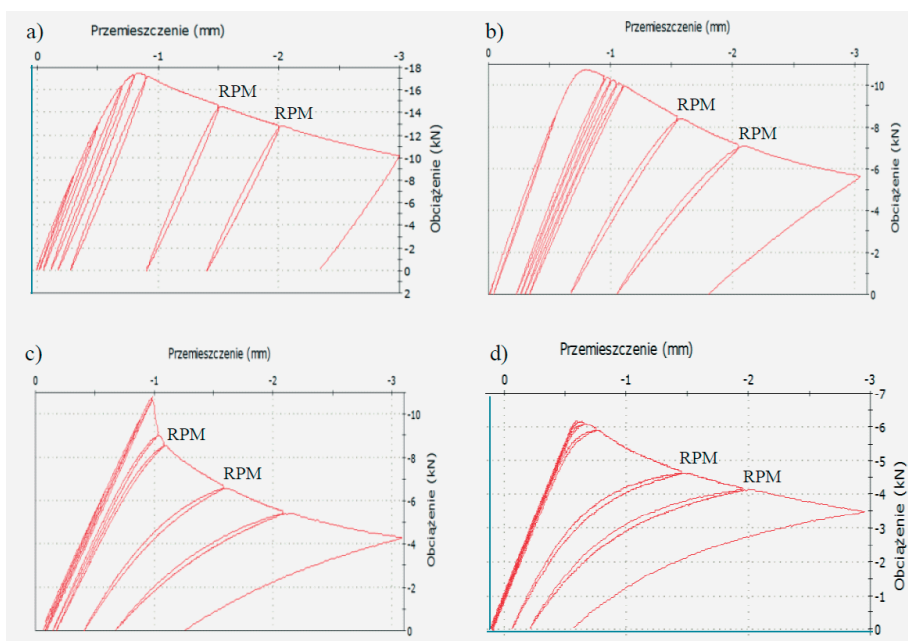 a)
Przemieszczenie (mm)
0 -1 -2 -3
RPM
RPM
-18
-16
-14
-12
-10
-8
-6
-4
-2
0
2
Obciążenie (kN)
b)
Przemieszczenie (mm)
0 -1 -2 -3
RPM
RPM
-10
-8
-6
-4
-2
0
Obciążenie (kN)
c)
Przemieszczenie (mm)
0 -1 -2 -3
RPM
RPM
-10
-8
-6
-4
-2
0
Obciążenie (kN)
d)
Przemieszczenie (mm)
0 -1 -2 -3
RPM
RPM
-7
-6
-5
-4
-3
-2
-1
0
Obciążenie (kN)